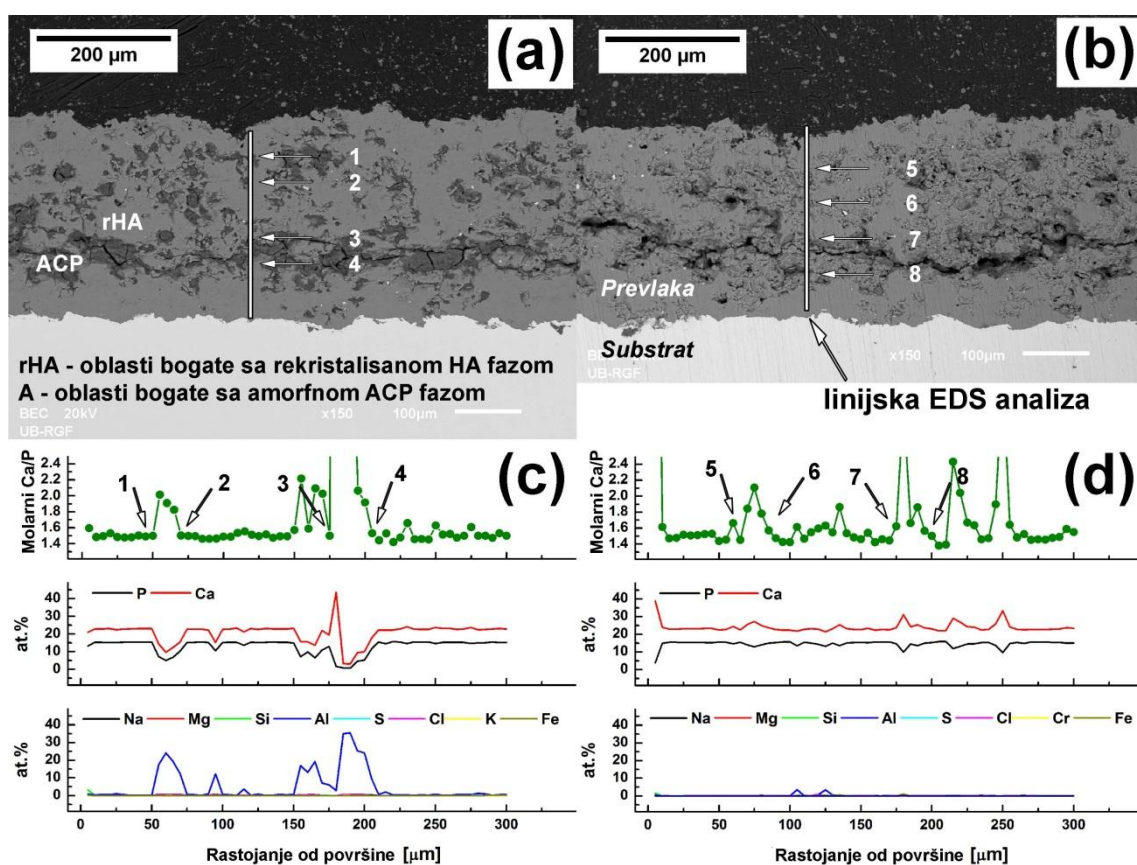 200 µm
(a)
1
2
rHA
3
ACP
4
rHA - oblasti bogate sa rekristalisanom HA fazom
A - oblasti bogate sa amorfnom ACP fazom
BEC 20kV x150 100µm
UB-RGF
200 µm
(b)
5
6
7
8
Prevlaka
Substrat
x150 100µm
UB-RGF
linijska EDS analiza
(c)
Molarni Ca/P
2.4
2.2
2.0
1.8
1.6
1.4
1 2 3 4
P Ca
at.%
50
40
30
20
10
0
Na Mg Si Al S Cl K Fe
at.%
40
30
20
10
0
0 50 100 150 200 250 300
Rastojanje od površine [µm]
(d)
Molarni Ca/P
2.4
2.2
2.0
1.8
1.6
1.4
5 6 7 8
P Ca
at.%
50
40
30
20
10
0
Na Mg Si Al S Cl Cr Fe
at.%
40
30
20
10
0
0 50 100 150 200 250 300
Rastojanje od površine [µm]